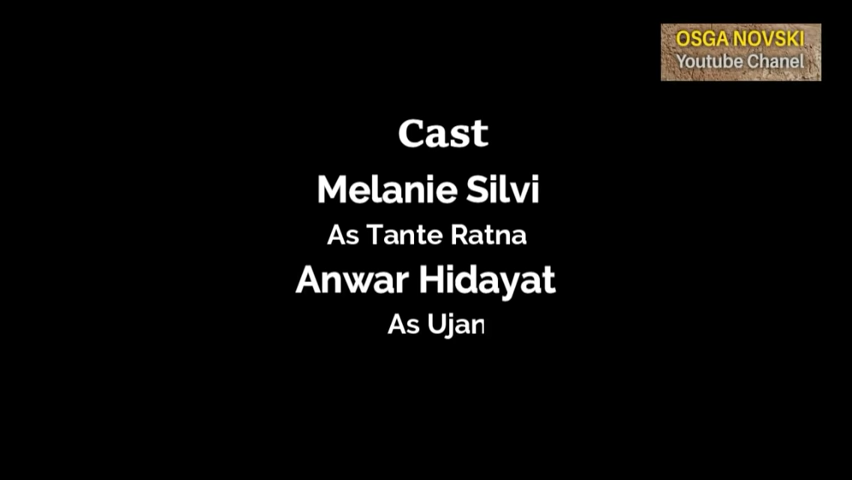 OSGA NOVSKI
Youtube Chanel
Cast
Melanie Silvi
As Tante Ratna
Anwar Hidayat
As Ujan